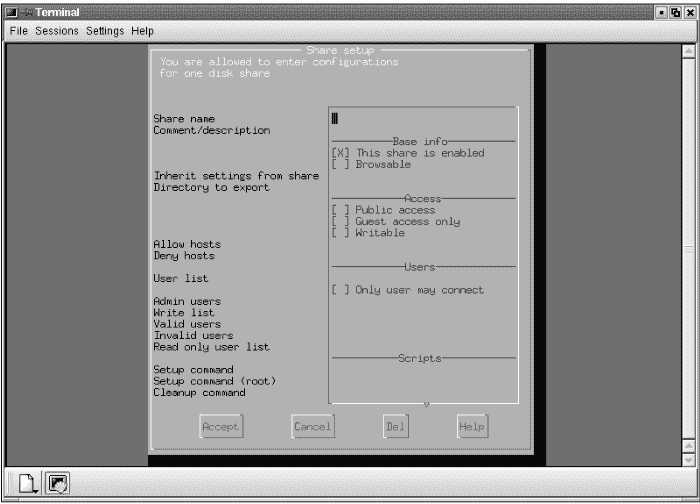 Terminal
File Sessions Settings Help
Share setup
You are allowed to enter configurations
for one disk share
Share name
Comment/description
Base info
[X] This share is enabled
[ ] Browsable
Inherit settings from share
Directory to export
Access
[ ] Public access
[ ] Guest access only
[ ] Writable
Allow hosts
Deny hosts
Users
User list
[ ] Only user may connect
Admin users
Write list
Valid users
Invalid users
Read only user list
Scripts
Setup command
Setup command (root)
Cleanup command
Accept Cancel Del Help